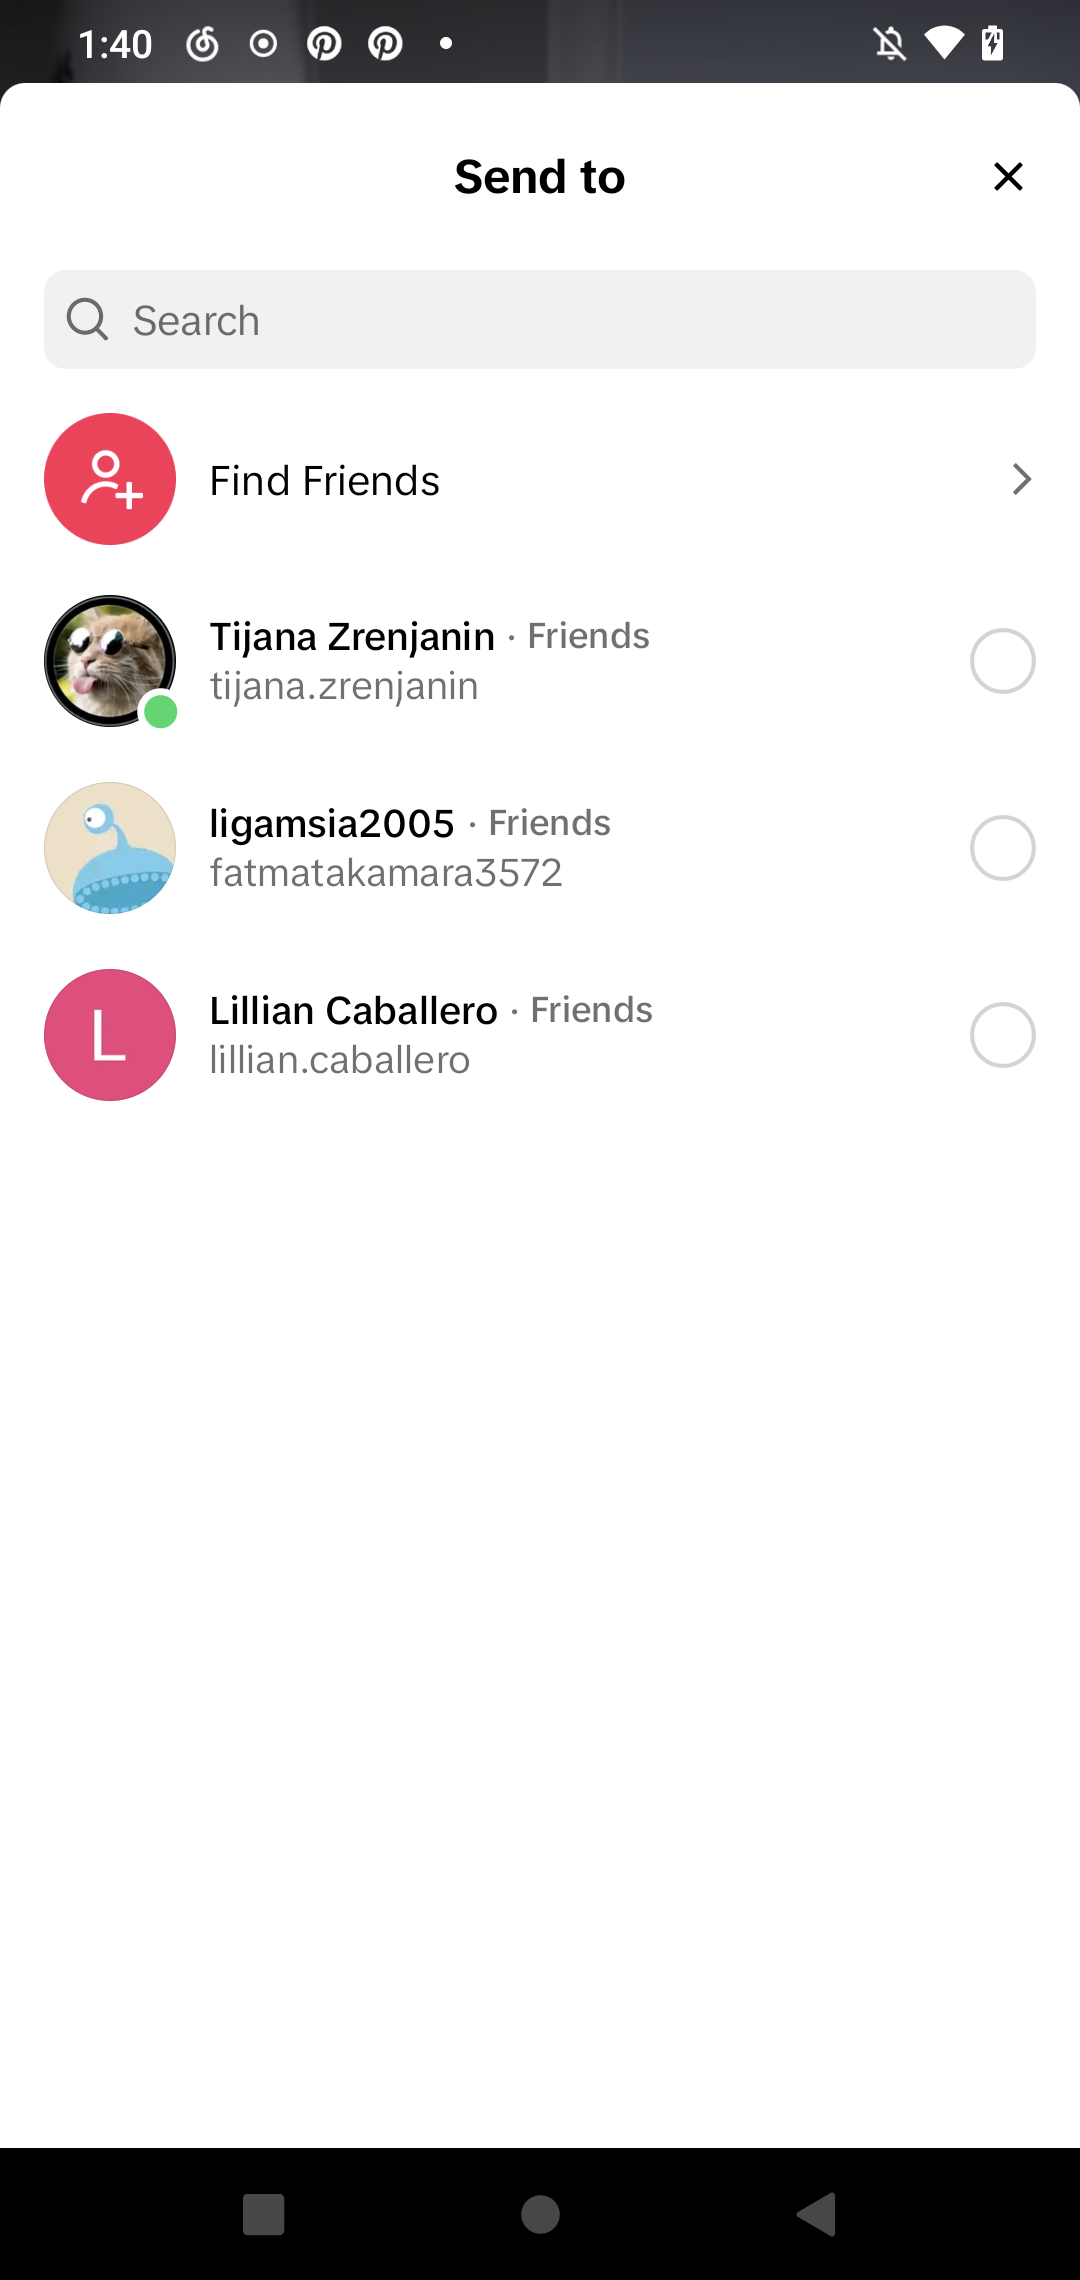 1:40
Send to
Search
Find Friends
Tijana Zrenjanin · Friends
tijana.zrenjanin
ligamsia2005 · Friends
fatmatakamara3572
L
Lillian Caballero · Friends
lillian.caballero